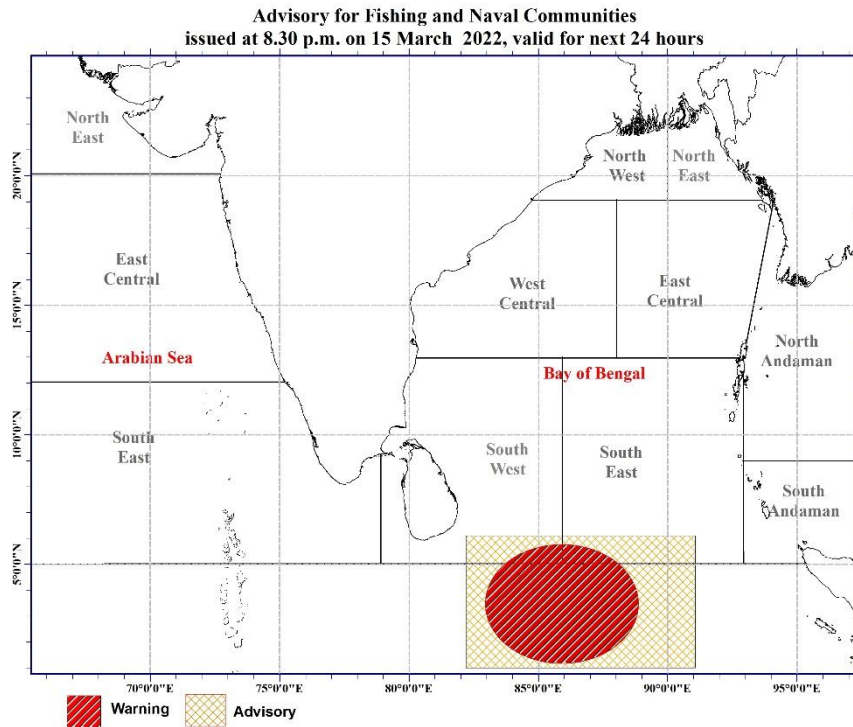 Advisory for Fishing and Naval Communities
issued at 8.30 p.m. on 15 March 2022, valid for next 24 hours
North
East
North
West
North
East
20°0'0"N
East
Central
West
Central
East
Central
15°0'0"N
North
Andaman
Arabian Sea
Bay of Bengal
10°0'0"N
South
East
South
West
South
East
South
Andaman
5°0'0"N
70°0'0"E
75°0'0"E
80°0'0"E
85°0'0"E
90°0'0"E
95°0'0"E
Warning
Advisory